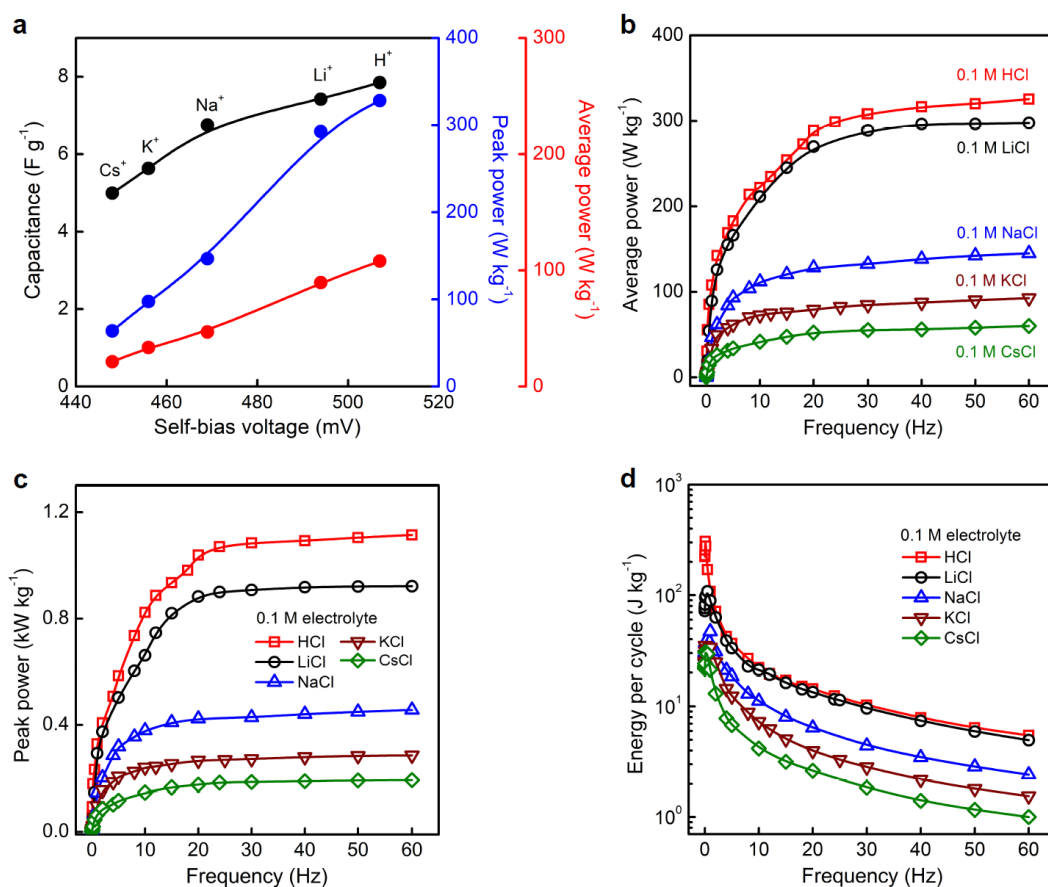 a
Capacitance (F g⁻¹)
8
6
4
2
0
Cs⁺
K⁺
Na⁺
Li⁺
H⁺
440
460
480
500
520
Self-bias voltage (mV)
400
300
200
100
0
Peak power (W kg⁻¹)
300
200
100
0
Average power (W kg⁻¹)
b
Average power (W kg⁻¹)
400
300
200
100
0
0.1 M HCl
0.1 M LiCl
0.1 M NaCl
0.1 M KCl
0.1 M CsCl
0 10 20 30 40 50 60
Frequency (Hz)
c
Peak power (kW kg⁻¹)
1.2
0.8
0.4
0.0
0.1 M electrolyte
HCl
LiCl
NaCl
KCl
CsCl
0 10 20 30 40 50 60
Frequency (Hz)
d
Energy per cycle (J kg⁻¹)
10³
10²
10¹
10⁰
0.1 M electrolyte
HCl
LiCl
NaCl
KCl
CsCl
0 10 20 30 40 50 60
Frequency (Hz)